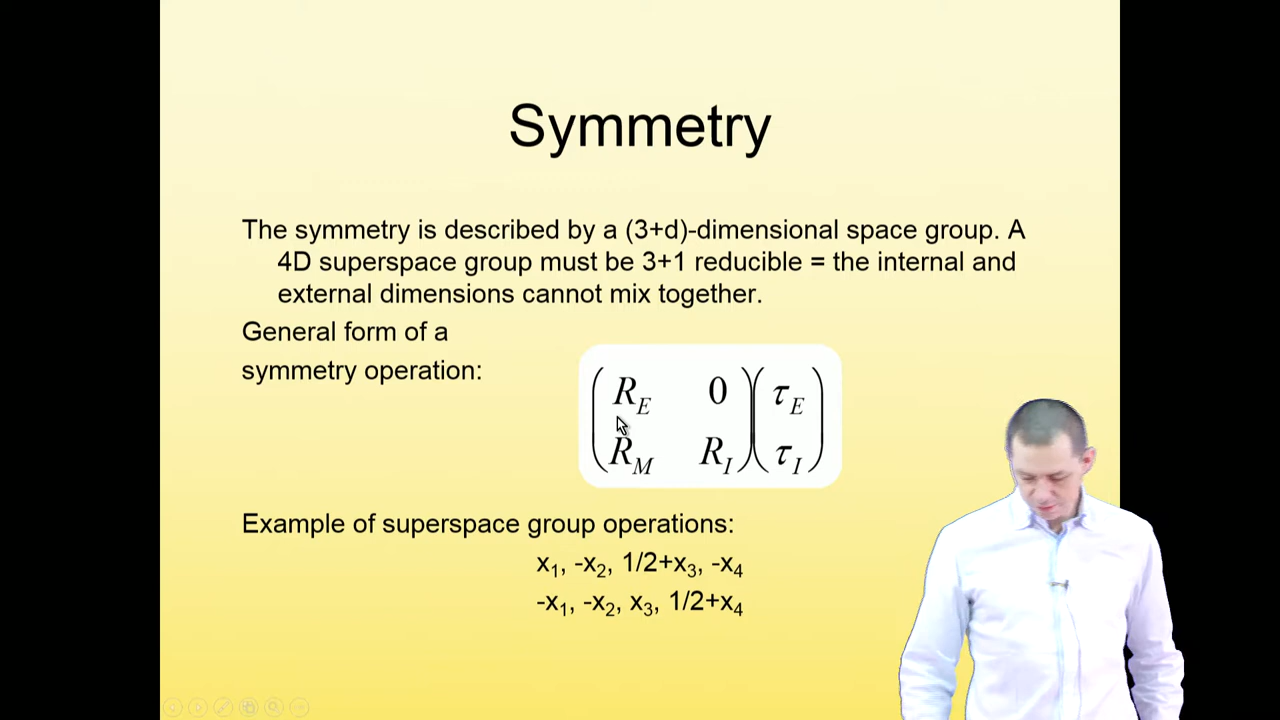 Symmetry
The symmetry is described by a (3+d)-dimensional space group. A
4D superspace group must be 3+1 reducible = the internal and
external dimensions cannot mix together.
General form of a
symmetry operation:
R_E 0 τ_E
R_M R_I τ_I
Example of superspace group operations:
x₁, -x₂, 1/2+x₃, -x₄
-x₁, -x₂, x₃, 1/2+x₄